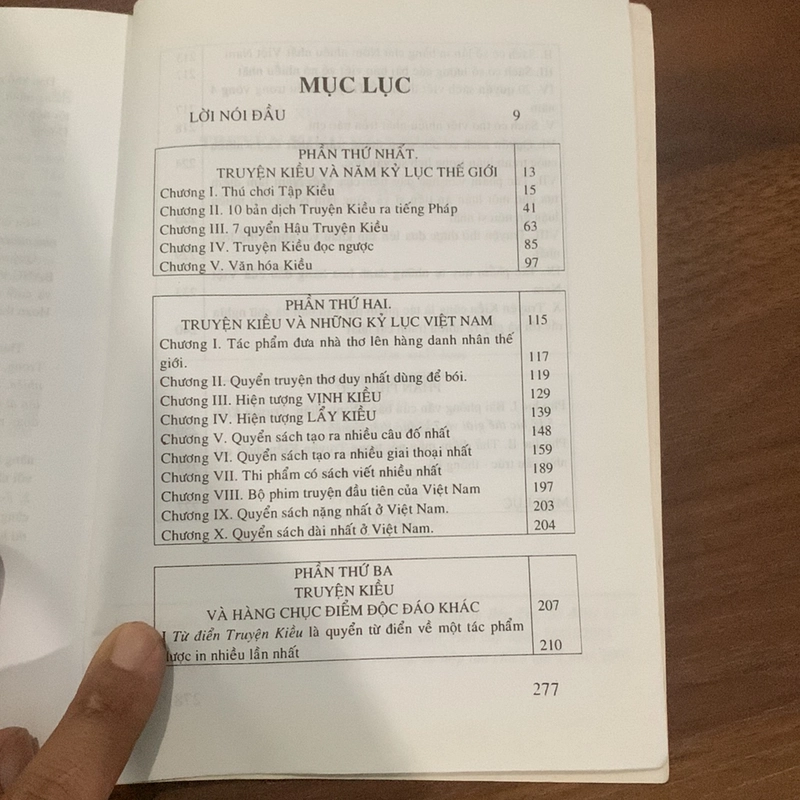 MỤC LỤC
LỜI NÓI ĐẦU 9
PHẦN THỨ NHẤT.
TRUYỆN KIỀU VÀ NĂM KỶ LỤC THẾ GIỚI 13
Chương I. Thú chơi Tập Kiều 15
Chương II. 10 bản dịch Truyện Kiều ra tiếng Pháp 41
Chương III. 7 quyển Hậu Truyện Kiều 63
Chương IV. Truyện Kiều đọc ngược 85
Chương V. Văn hóa Kiều 97
PHẦN THỨ HAI.
TRUYỆN KIỀU VÀ NHỮNG KỶ LỤC VIỆT NAM 115
Chương I. Tác phẩm đưa nhà thơ lên hàng danh nhân thế
giới. 117
Chương II. Quyển truyện thơ duy nhất dùng để bói. 119
Chương III. Hiện tượng VỊNH KIỀU 129
Chương IV. Hiện tượng LẨY KIỀU 139
Chương V. Quyển sách tạo ra nhiều câu đố nhất 148
Chương VI. Quyển sách tạo ra nhiều giai thoại nhất 159
Chương VII. Thi phẩm có sách viết nhiều nhất 189
Chương VIII. Bộ phim truyện đầu tiên của Việt Nam 197
Chương IX. Quyển sách nặng nhất ở Việt Nam. 203
Chương X. Quyển sách dài nhất ở Việt Nam. 204
PHẦN THỨ BA
TRUYỆN KIỀU
VÀ HÀNG CHỤC ĐIỂM ĐỘC ĐÁO KHÁC 207
I Từ điển Truyện Kiều là quyển từ điển về một tác phẩm
được in nhiều lần nhất 210
277